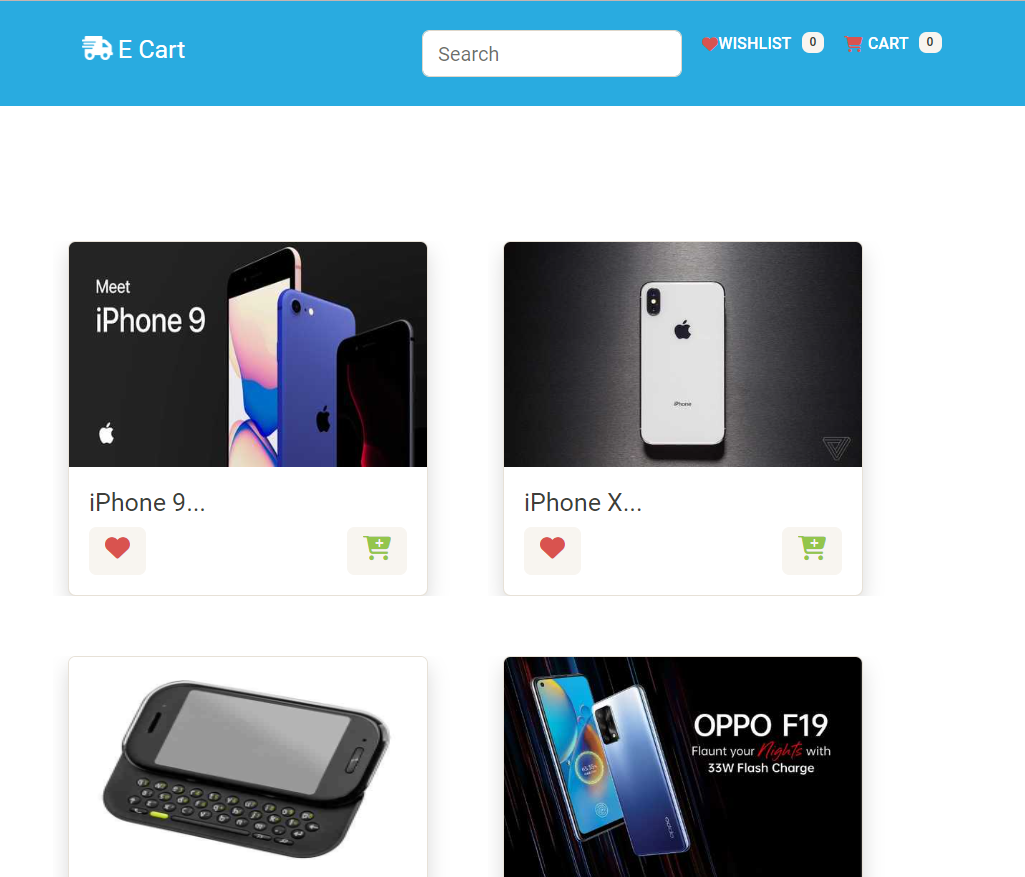 E Cart
Search
WISHLIST 0
CART 0
Meet
iPhone 9
iPhone
iPhone 9...
iPhone X...
OPPO F19
Flaunt your Nights with
33W Flash Charge
oppo